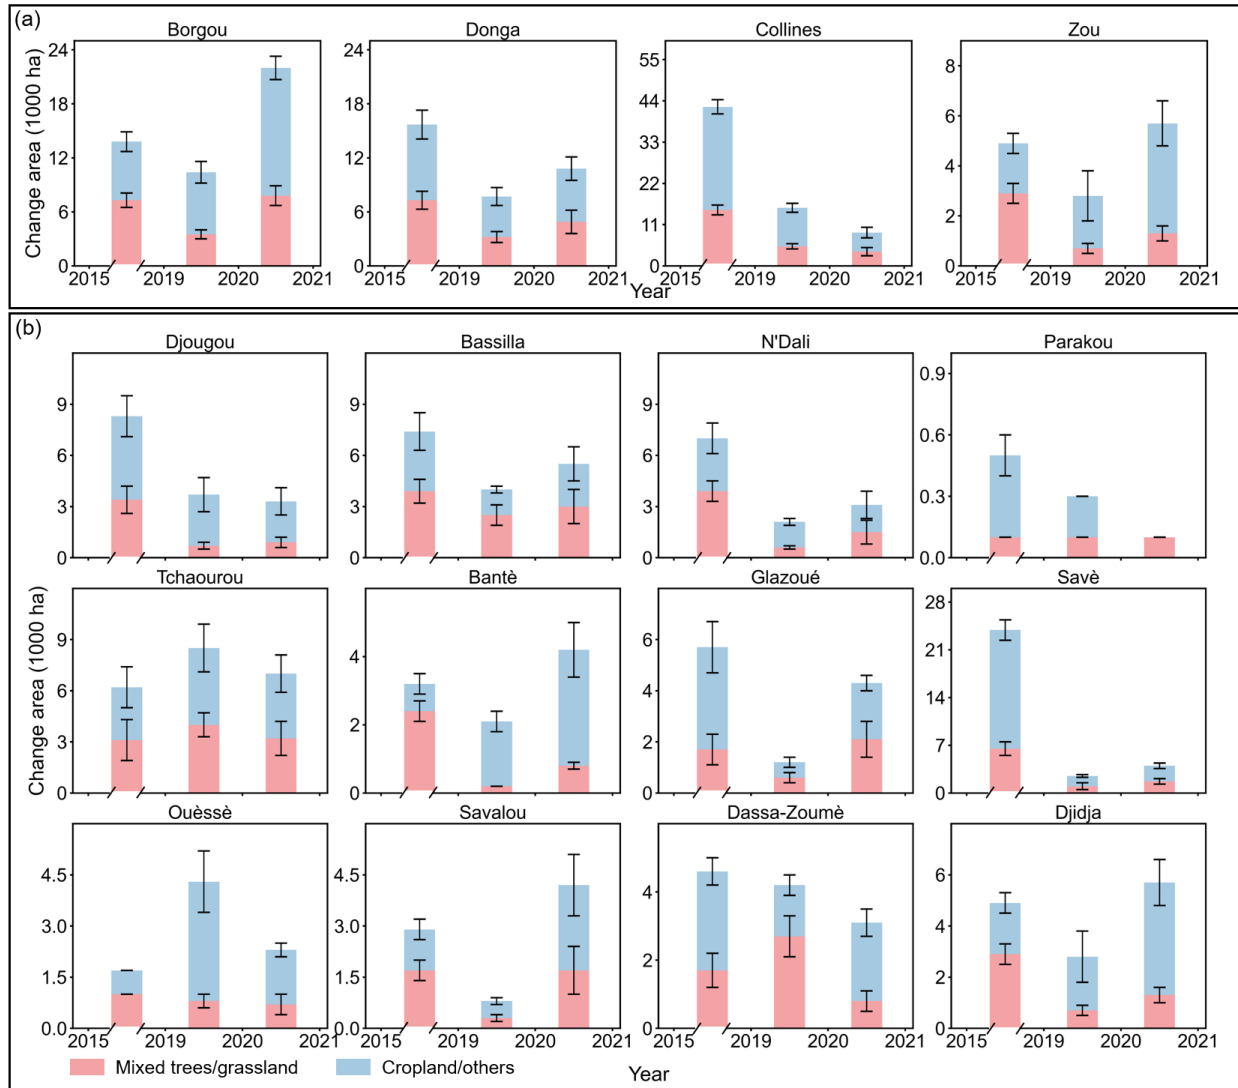 (a)
Borgou Donga Collines Zou
Change area (1000 ha)
24 18 12 6 0
24 18 12 6 0
55 44 33 22 11 0
8 6 4 2 0
2015 2019 2020 2021 2015 2019 2020 2021 2015 2019 2020 2021 2015 2019 2020 2021
Year
(b)
Djougou Bassilla N'Dali Parakou
9 6 3 0
9 6 3 0
9 6 3 0
0.9 0.6 0.3 0.0
Tchaourou Bantè Glazoué Savè
Change area (1000 ha)
9 6 3 0
4 2 0
6 4 2 0
28 21 14 7 0
Ouèssè Savalou Dassa-Zoumè Djidja
4.5 3.0 1.5 0.0
4.5 3.0 1.5 0.0
4 2 0
6 4 2 0
2015 2019 2020 2021 2015 2019 2020 2021 2015 2019 2020 2021 2015 2019 2020 2021
Mixed trees/grassland Cropland/others
Year